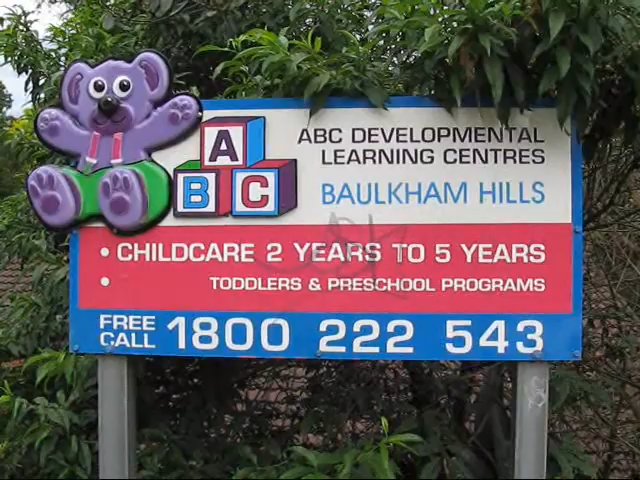 ABC DEVELOPMENTAL
LEARNING CENTRES
A
B C
BAULKHAM HILLS
• CHILDCARE 2 YEARS TO 5 YEARS
• TODDLERS & PRESCHOOL PROGRAMS
FREE CALL 1800 222 543